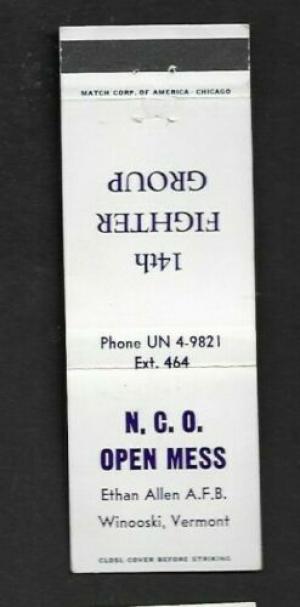 MATCH CORP. OF AMERICA - CHICAGO
14th
FIGHTER
GROUP
Phone UN 4-9821
Ext. 464
N. C. O.
OPEN MESS
Ethan Allen A.F.B.
Winooski, Vermont
CLOSE COVER BEFORE STRIKING